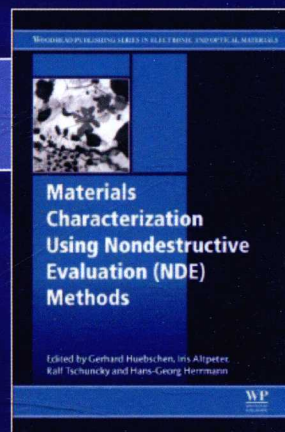 WOODHEAD PUBLISHING SERIES IN ELECTRONIC AND OPTICAL MATERIALS
Materials
Characterization
Using Nondestructive
Evaluation (NDE)
Methods
Edited by Gerhard Huebschen, Iris Altpeter,
Ralf Tschuncky and Hans-Georg Herrmann
WP